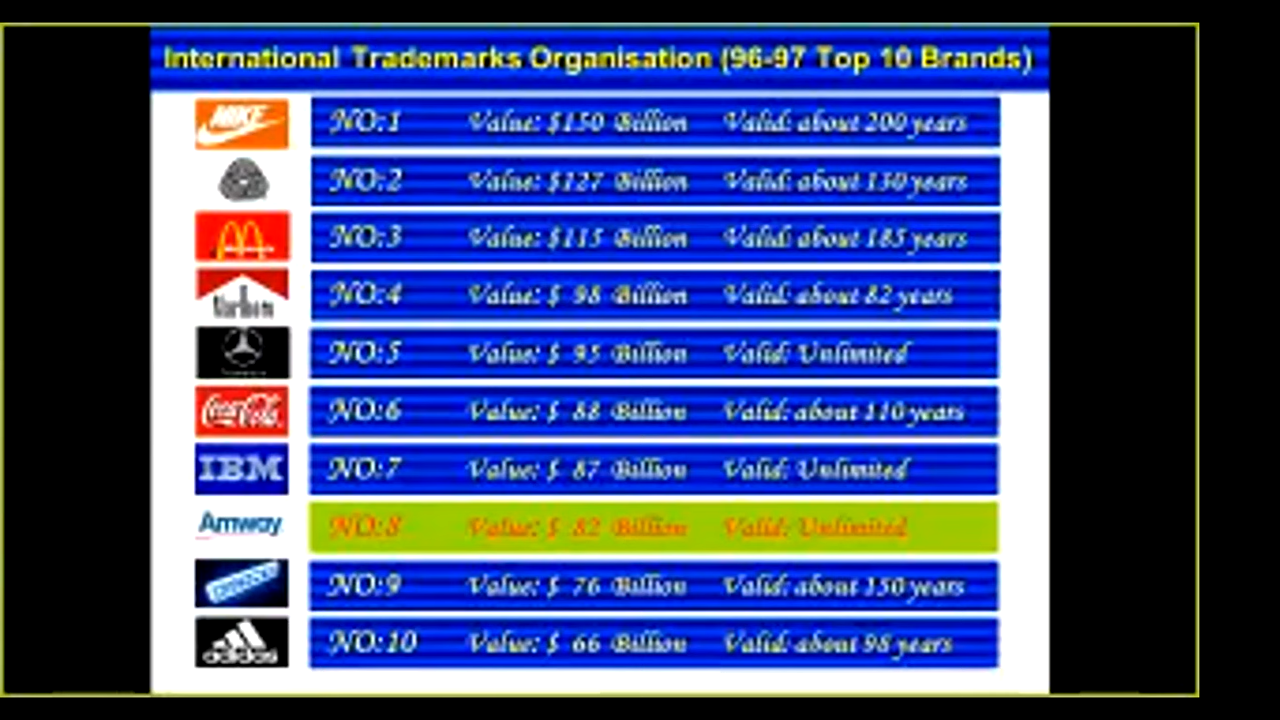 International Trademarks Organisation (96-97 Top 10 Brands)
NIKE NO:1 Value: $150 Billion Valid: about 200 years
NO:2 Value: $127 Billion Valid: about 130 years
NO:3 Value: $115 Billion Valid: about 185 years
Marlboro NO:4 Value: $ 98 Billion Valid: about 82 years
NO:5 Value: $ 95 Billion Valid: Unlimited
Coca-Cola NO:6 Value: $ 88 Billion Valid: about 110 years
IBM NO:7 Value: $ 87 Billion Valid: Unlimited
Amway NO:8 Value: $ 82 Billion Valid: Unlimited
NO:9 Value: $ 76 Billion Valid: about 150 years
adidas NO:10 Value: $ 66 Billion Valid: about 98 years